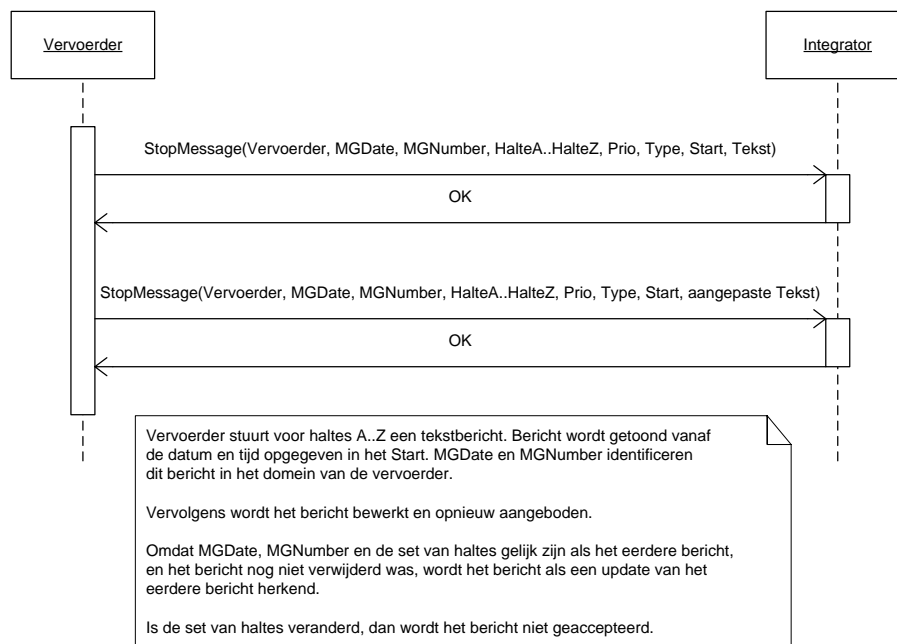 Vervoerder
Integrator
StopMessage(Vervoerder, MGDate, MGNumber, HalteA..HalteZ, Prio, Type, Start, Tekst)
OK
StopMessage(Vervoerder, MGDate, MGNumber, HalteA..HalteZ, Prio, Type, Start, aangepaste Tekst)
OK
Vervoerder stuurt voor haltes A..Z een tekstbericht. Bericht wordt getoond vanaf
de datum en tijd opgegeven in het Start. MGDate en MGNumber identificeren
dit bericht in het domein van de vervoerder.
Vervolgens wordt het bericht bewerkt en opnieuw aangeboden.
Omdat MGDate, MGNumber en de set van haltes gelijk zijn als het eerdere bericht,
en het bericht nog niet verwijderd was, wordt het bericht als een update van het
eerdere bericht herkend.
Is de set van haltes veranderd, dan wordt het bericht niet geaccepteerd.